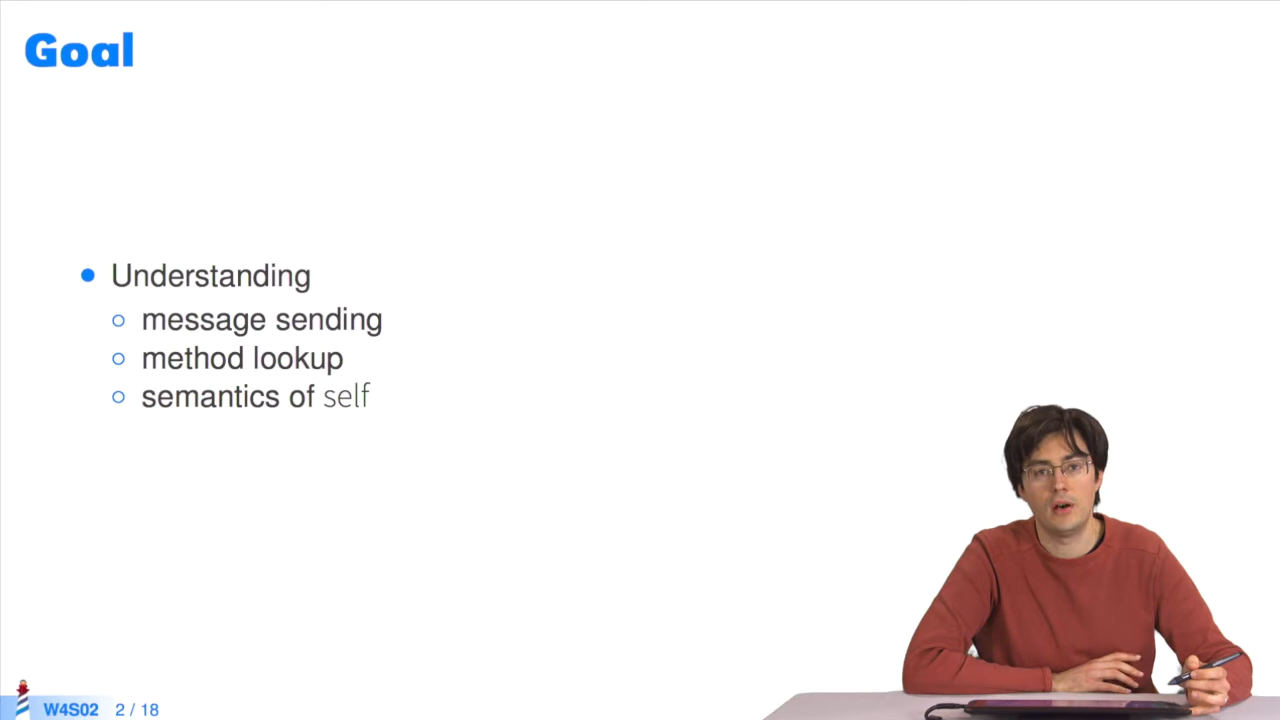 Goal
Understanding
message sending
method lookup
semantics of self
W4S02 2 / 18